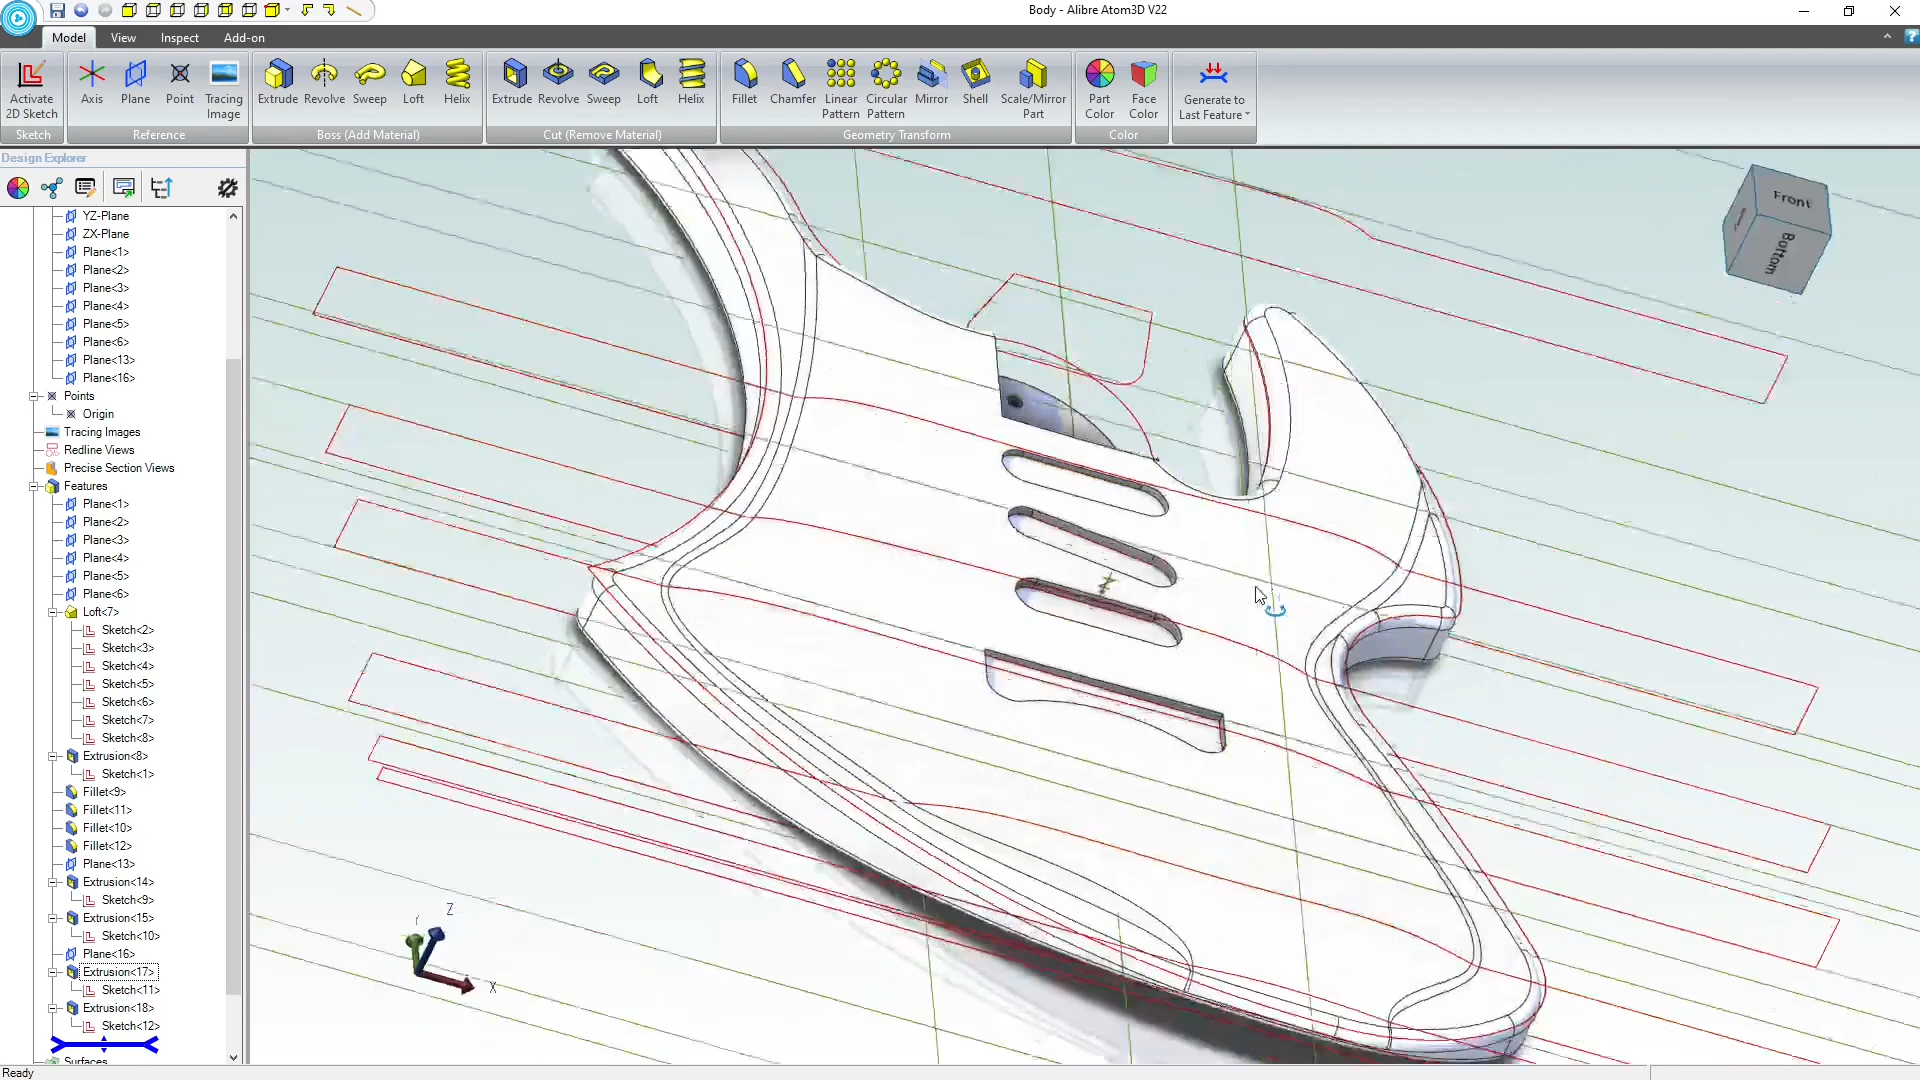 Body - Alibre Atom3D V22
Model View Inspect Add-on
Activate 2D Sketch
Axis Plane Point Tracing Image
Extrude Revolve Sweep Loft Helix
Extrude Revolve Sweep Loft Helix
Fillet Chamfer Linear Pattern Circular Pattern Mirror Shell Scale/Mirror Part
Part Color Face Color
Generate to Last Feature
Sketch Reference Boss (Add Material) Cut (Remove Material) Geometry Transform Color
Design Explorer
YZ-Plane
ZX-Plane
Plane<1>
Plane<2>
Plane<3>
Plane<4>
Plane<5>
Plane<6>
Plane<13>
Plane<16>
Points
Origin
Tracing Images
Redline Views
Precise Section Views
Features
Plane<1>
Plane<2>
Plane<3>
Plane<4>
Plane<5>
Plane<6>
Loft<7>
Sketch<2>
Sketch<3>
Sketch<4>
Sketch<5>
Sketch<6>
Sketch<7>
Sketch<8>
Extrusion<8>
Sketch<1>
Fillet<9>
Fillet<11>
Fillet<10>
Fillet<12>
Plane<13>
Extrusion<14>
Sketch<9>
Extrusion<15>
Sketch<10>
Plane<16>
Extrusion<17>
Sketch<11>
Extrusion<18>
Sketch<12>
Surfaces
Front
Bottom
Z
X
Ready